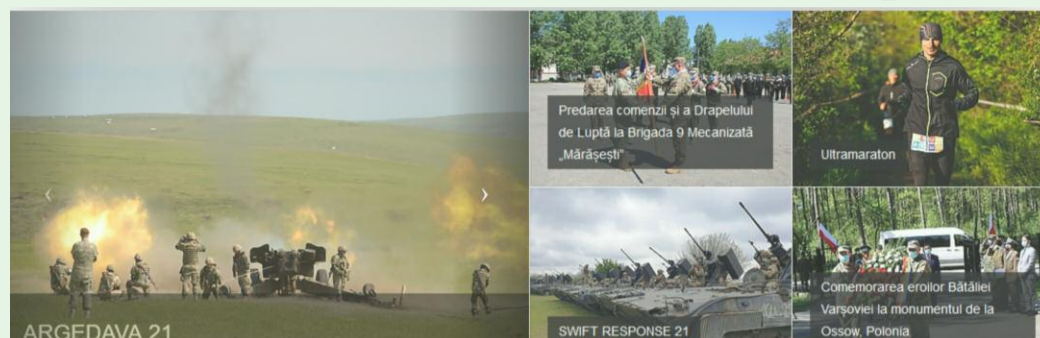 ARGEDAVA 21
Predarea comenzii și a Drapelului
de Luptă la Brigada 9 Mecanizată
„Mărășești”
Ultramaraton
SWIFT RESPONSE 21
Comemorarea eroilor Bătăliei
Varșoviei la monumentul de la
Ossow, Polonia